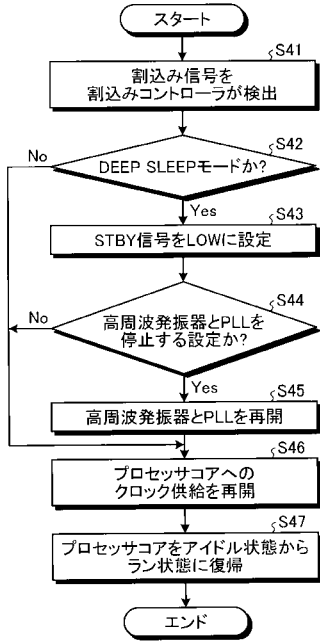 スタート
S41
割込み信号を
割込みコントローラが検出
S42
DEEP SLEEPモードか?
No
Yes
S43
STBY信号をLOWに設定
S44
高周波発振器とPLLを
停止する設定か?
No
Yes
S45
高周波発振器とPLLを再開
S46
プロセッサコアへの
クロック供給を再開
S47
プロセッサコアをアイドル状態から
ラン状態に復帰
エンド